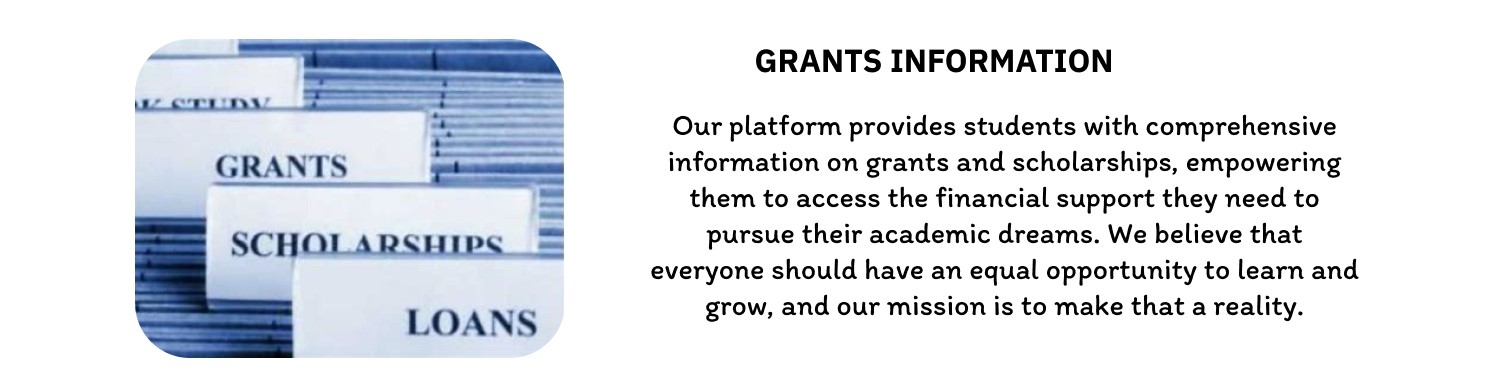 K STUDY
GRANTS
SCHOLARSHIPS
LOANS
GRANTS INFORMATION
Our platform provides students with comprehensive
information on grants and scholarships, empowering
them to access the financial support they need to
pursue their academic dreams. We believe that
everyone should have an equal opportunity to learn and
grow, and our mission is to make that a reality.